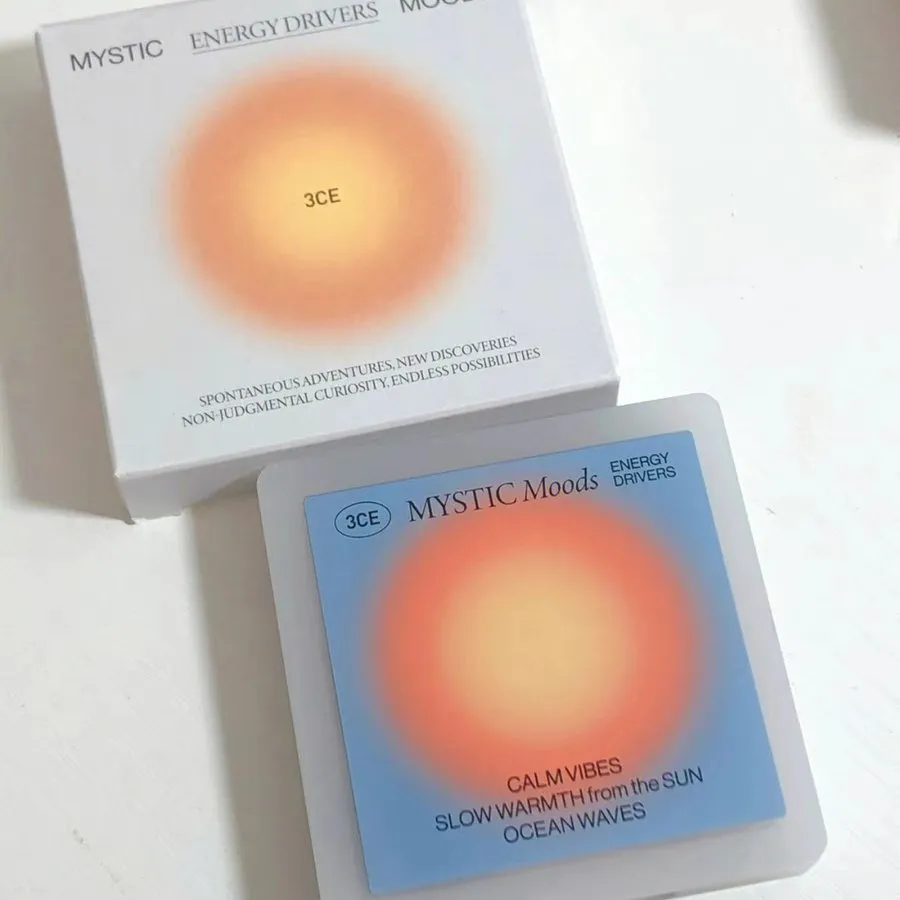 MYSTIC ENERGY DRIVERS
3CE
SPONTANEOUS ADVENTURES, NEW DISCOVERIES
NON-JUDGMENTAL CURIOSITY, ENDLESS POSSIBILITIES
3CE MYSTIC Moods ENERGY
DRIVERS
CALM VIBES
SLOW WARMTH from the SUN
OCEAN WAVES